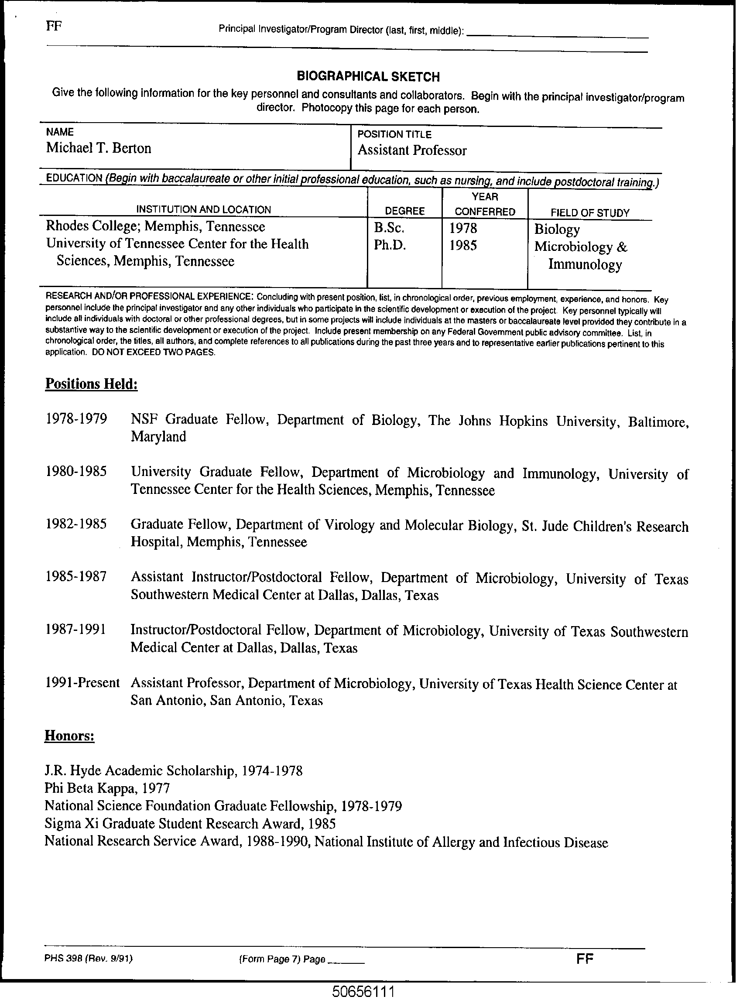 FF
Principal Investigator/Program Director (last, first, middle):
BIOGRAPHICAL SKETCH
Give the following information for the key personnel and consultants and collaborators. Begin with the principal investigator/program
director. Photocopy this page for each person.
NAME
Michael T. Berton
POSITION TITLE
Assistant Professor
EDUCATION (Begin with baccalaureate or other initial professional education, such as nursing, and include postdoctoral training.)
INSTITUTION AND LOCATION DEGREE YEAR CONFERRED FIELD OF STUDY
Rhodes College; Memphis, Tennessee B.Sc. 1978 Biology
University of Tennessee Center for the Health Ph.D. 1985 Microbiology &
Sciences, Memphis, Tennessee Immunology
RESEARCH AND/OR PROFESSIONAL EXPERIENCE: Concluding with present position, list, in chronological order, previous employment, experience, and honors. Key
personnel include the principal investigator and any other individuals who participate in the scientific development or execution of the project. Key personnel typically will
include all individuals with doctoral or other professional degrees, but in some projects will include individuals at the masters or baccalaureate level provided they contribute in a
substantive way to the scientific development or execution of the project. Include present membership on any Federal Government public advisory committee. List, in
chronological order, the titles, all authors, and complete references to all publications during the past three years and to representative earlier publications pertinent to this
application. DO NOT EXCEED TWO PAGES.
Positions Held:
1978-1979 NSF Graduate Fellow, Department of Biology, The Johns Hopkins University, Baltimore,
Maryland
1980-1985 University Graduate Fellow, Department of Microbiology and Immunology, University of
Tennessee Center for the Health Sciences, Memphis, Tennessee
1982-1985 Graduate Fellow, Department of Virology and Molecular Biology, St. Jude Children's Research
Hospital, Memphis, Tennessee
1985-1987 Assistant Instructor/Postdoctoral Fellow, Department of Microbiology, University of Texas
Southwestern Medical Center at Dallas, Dallas, Texas
1987-1991 Instructor/Postdoctoral Fellow, Department of Microbiology, University of Texas Southwestern
Medical Center at Dallas, Dallas, Texas
1991-Present Assistant Professor, Department of Microbiology, University of Texas Health Science Center at
San Antonio, San Antonio, Texas
Honors:
J.R. Hyde Academic Scholarship, 1974-1978
Phi Beta Kappa, 1977
National Science Foundation Graduate Fellowship, 1978-1979
Sigma Xi Graduate Student Research Award, 1985
National Research Service Award, 1988-1990, National Institute of Allergy and Infectious Disease
PHS 398 (Rev. 9/91) (Form Page 7) Page FF
50656111